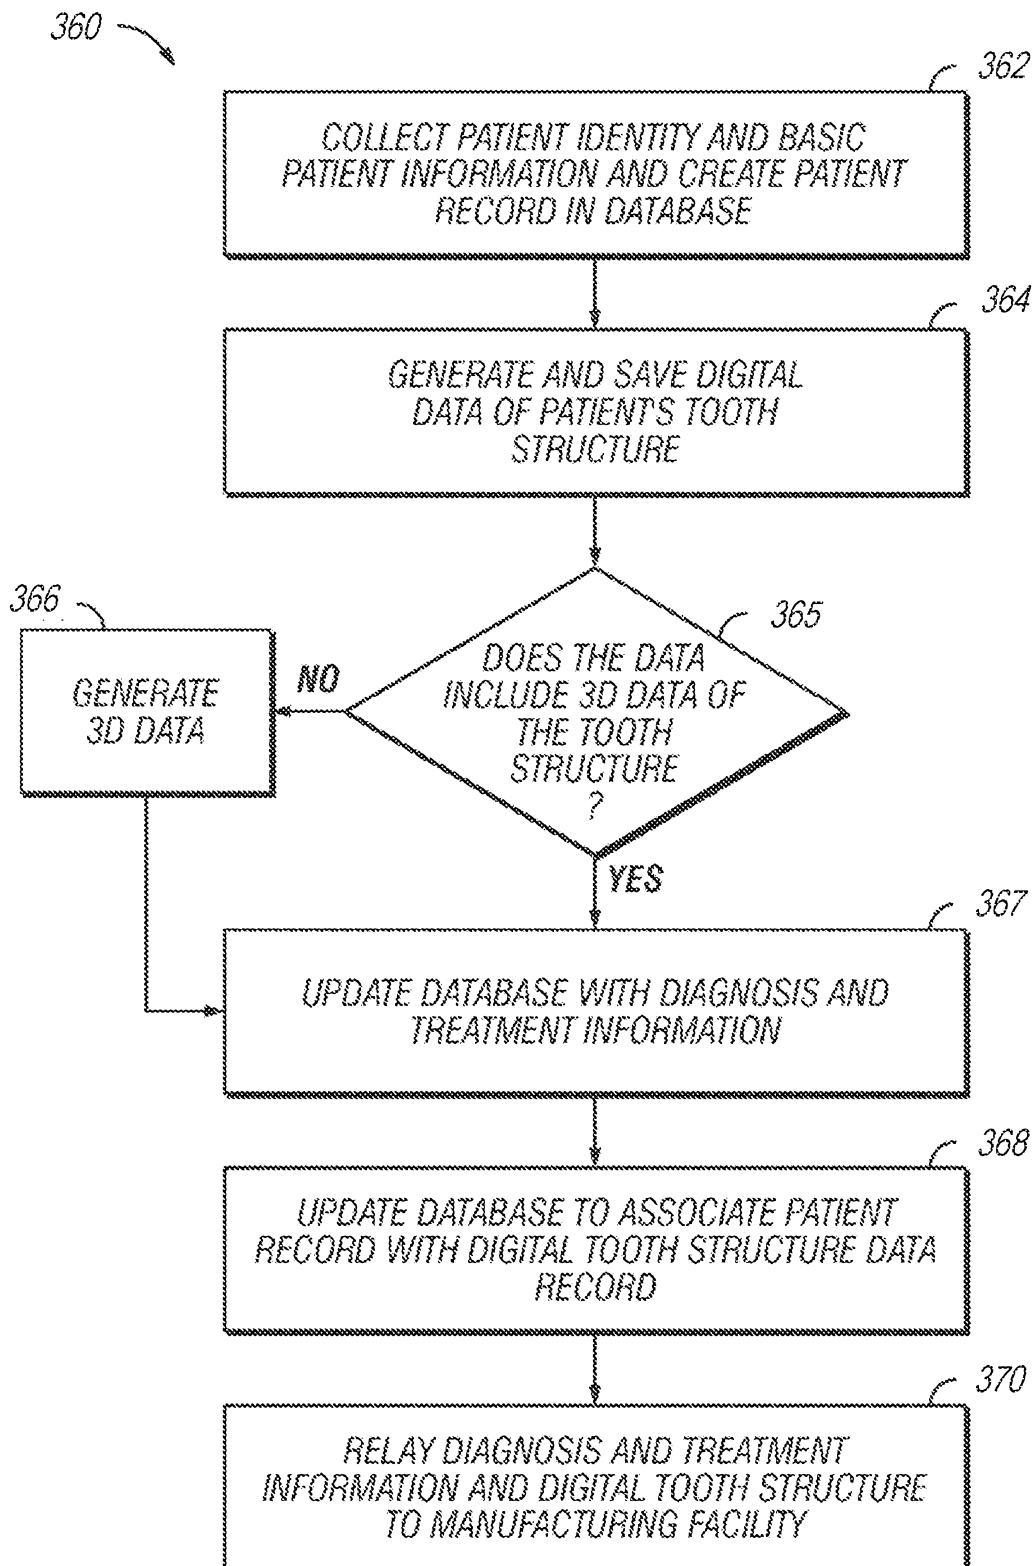 360
362
COLLECT PATIENT IDENTITY AND BASIC
PATIENT INFORMATION AND CREATE PATIENT
RECORD IN DATABASE
364
GENERATE AND SAVE DIGITAL
DATA OF PATIENT'S TOOTH
STRUCTURE
365
DOES THE DATA
INCLUDE 3D DATA OF
THE TOOTH
STRUCTURE
?
NO
366
GENERATE
3D DATA
YES
367
UPDATE DATABASE WITH DIAGNOSIS AND
TREATMENT INFORMATION
368
UPDATE DATABASE TO ASSOCIATE PATIENT
RECORD WITH DIGITAL TOOTH STRUCTURE DATA
RECORD
370
RELAY DIAGNOSIS AND TREATMENT
INFORMATION AND DIGITAL TOOTH STRUCTURE
TO MANUFACTURING FACILITY